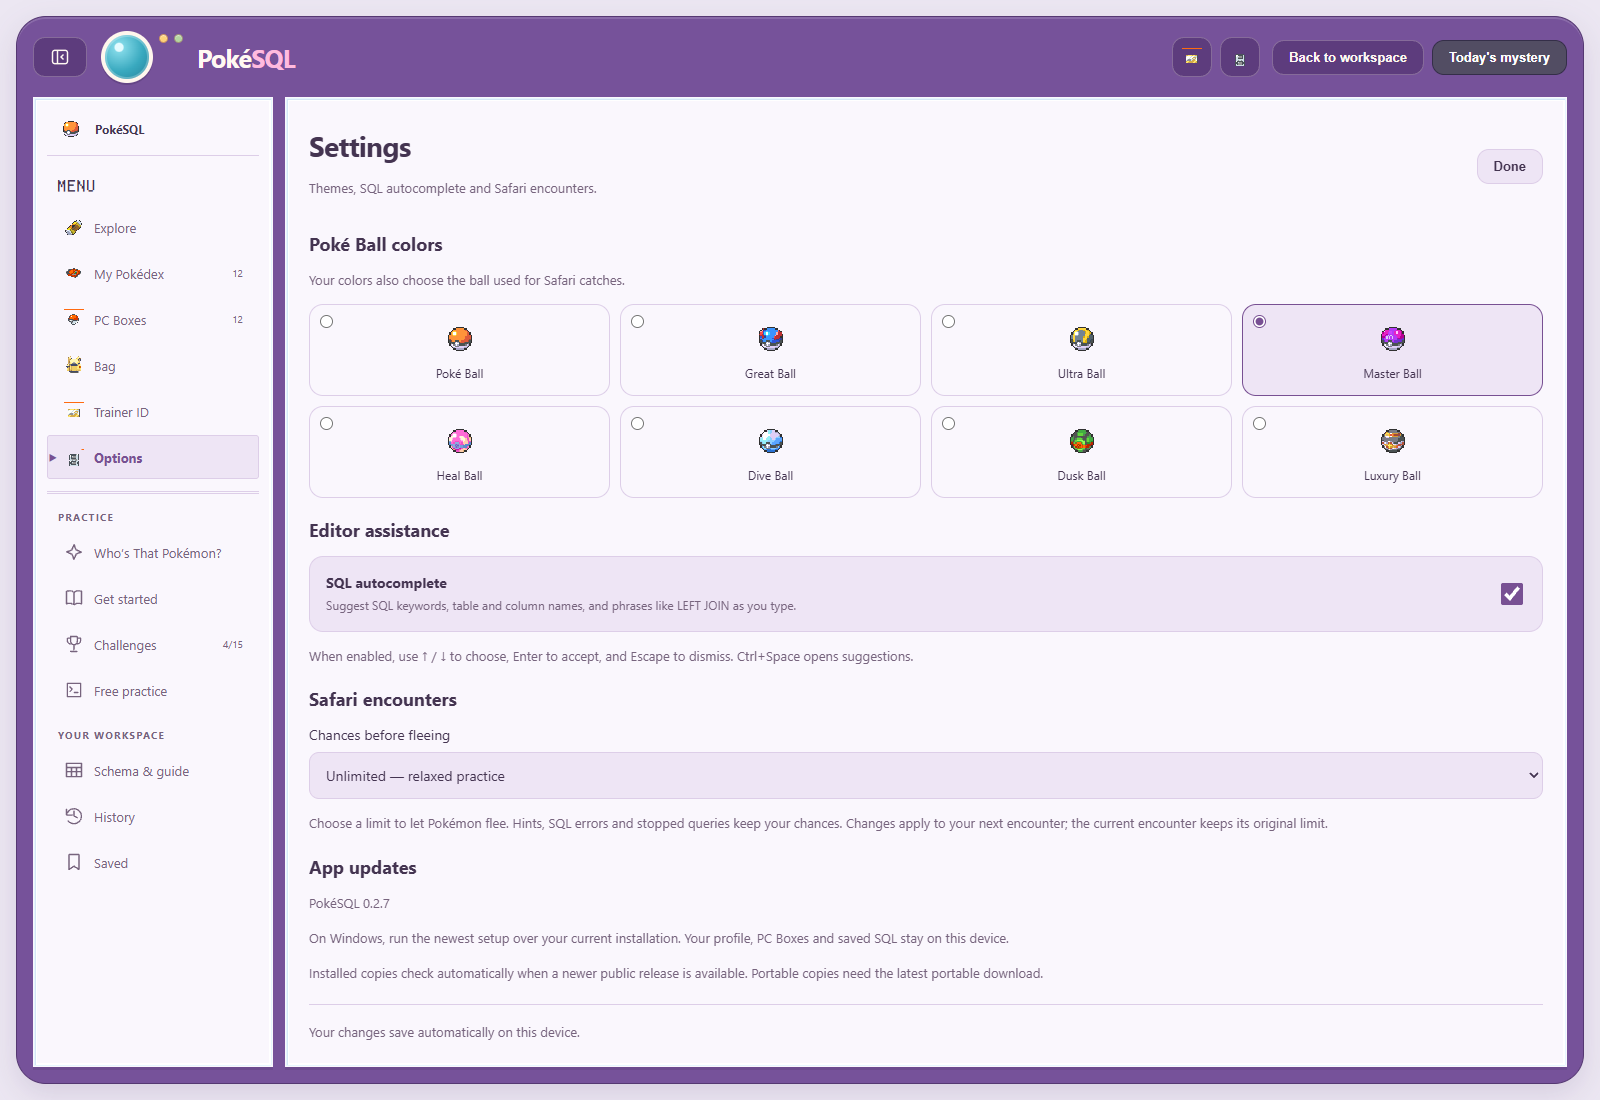 PokéSQL
Back to workspace
Today's mystery
PokéSQL
MENU
Explore
My Pokédex 12
PC Boxes 12
Bag
Trainer ID
Options
PRACTICE
Who's That Pokémon?
Get started
Challenges 4/15
Free practice
YOUR WORKSPACE
Schema & guide
History
Saved
Settings
Themes, SQL autocomplete and Safari encounters.
Done
Poké Ball colors
Your colors also choose the ball used for Safari catches.
Poké Ball
Great Ball
Ultra Ball
Master Ball
Heal Ball
Dive Ball
Dusk Ball
Luxury Ball
Editor assistance
SQL autocomplete
Suggest SQL keywords, table and column names, and phrases like LEFT JOIN as you type.
When enabled, use ↑ / ↓ to choose, Enter to accept, and Escape to dismiss. Ctrl+Space opens suggestions.
Safari encounters
Chances before fleeing
Unlimited — relaxed practice
Choose a limit to let Pokémon flee. Hints, SQL errors and stopped queries keep your chances. Changes apply to your next encounter; the current encounter keeps its original limit.
App updates
PokéSQL 0.2.7
On Windows, run the newest setup over your current installation. Your profile, PC Boxes and saved SQL stay on this device.
Installed copies check automatically when a newer public release is available. Portable copies need the latest portable download.
Your changes save automatically on this device.